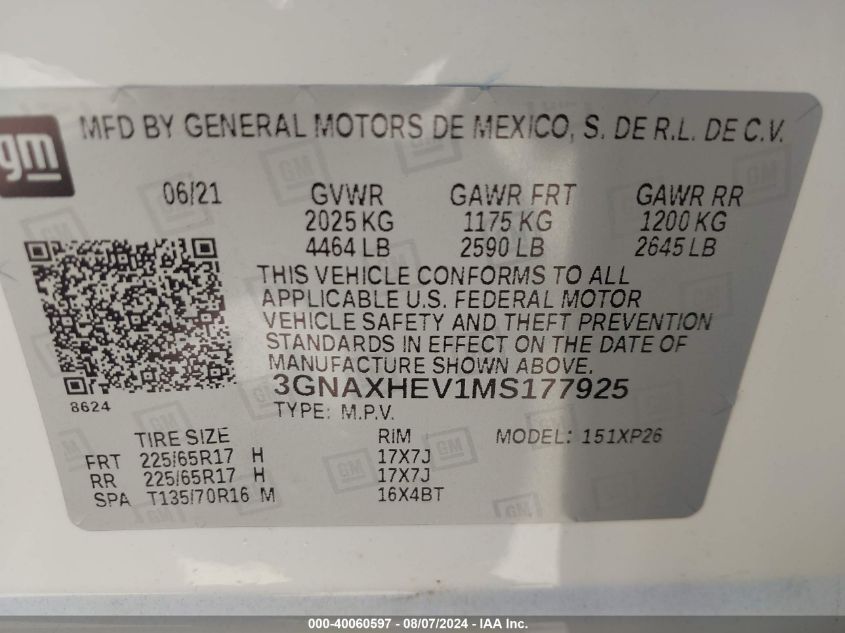 gm
MFD BY GENERAL MOTORS DE MEXICO, S. DE R.L. DE C.V.
06/21 GVWR GAWR FRT GAWR RR
2025 KG 1175 KG 1200 KG
4464 LB 2590 LB 2645 LB
THIS VEHICLE CONFORMS TO ALL
APPLICABLE U.S. FEDERAL MOTOR
VEHICLE SAFETY AND THEFT PREVENTION
STANDARDS IN EFFECT ON THE DATE OF
MANUFACTURE SHOWN ABOVE.
3GNAXHEV1MS177925
8624
TYPE: M.P.V.
TIRE SIZE RIM MODEL: 151XP26
FRT 225/65R17 H 17X7J
RR 225/65R17 H 17X7J
SPA T135/70R16 M 16X4BT
000-40060597 - 08/07/2024 - IAA Inc.